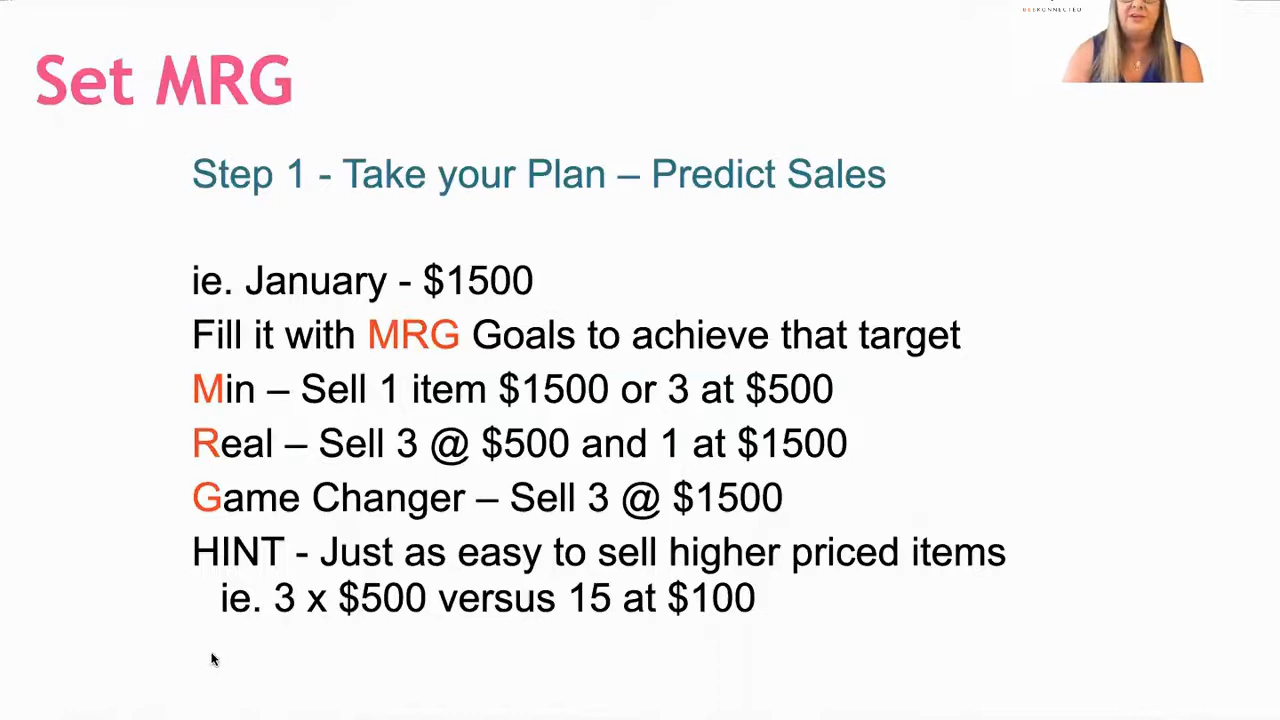 BEEKONNECTED
Set MRG
Step 1 - Take your Plan – Predict Sales
ie. January - $1500
Fill it with MRG Goals to achieve that target
Min – Sell 1 item $1500 or 3 at $500
Real – Sell 3 @ $500 and 1 at $1500
Game Changer – Sell 3 @ $1500
HINT - Just as easy to sell higher priced items
ie. 3 x $500 versus 15 at $100